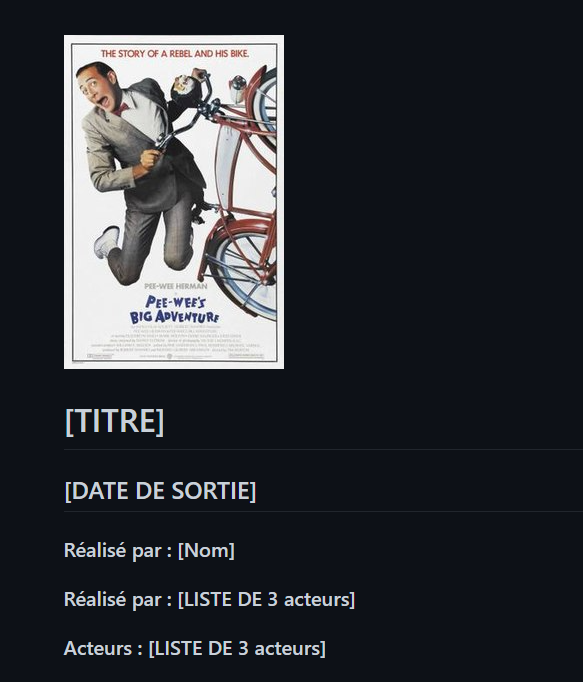 THE STORY OF A REBEL AND HIS BIKE.
PEE-WEE HERMAN
PEE-WEE'S
BIG ADVENTURE
[TITRE]
[DATE DE SORTIE]
Réalisé par : [Nom]
Réalisé par : [LISTE DE 3 acteurs]
Acteurs : [LISTE DE 3 acteurs]